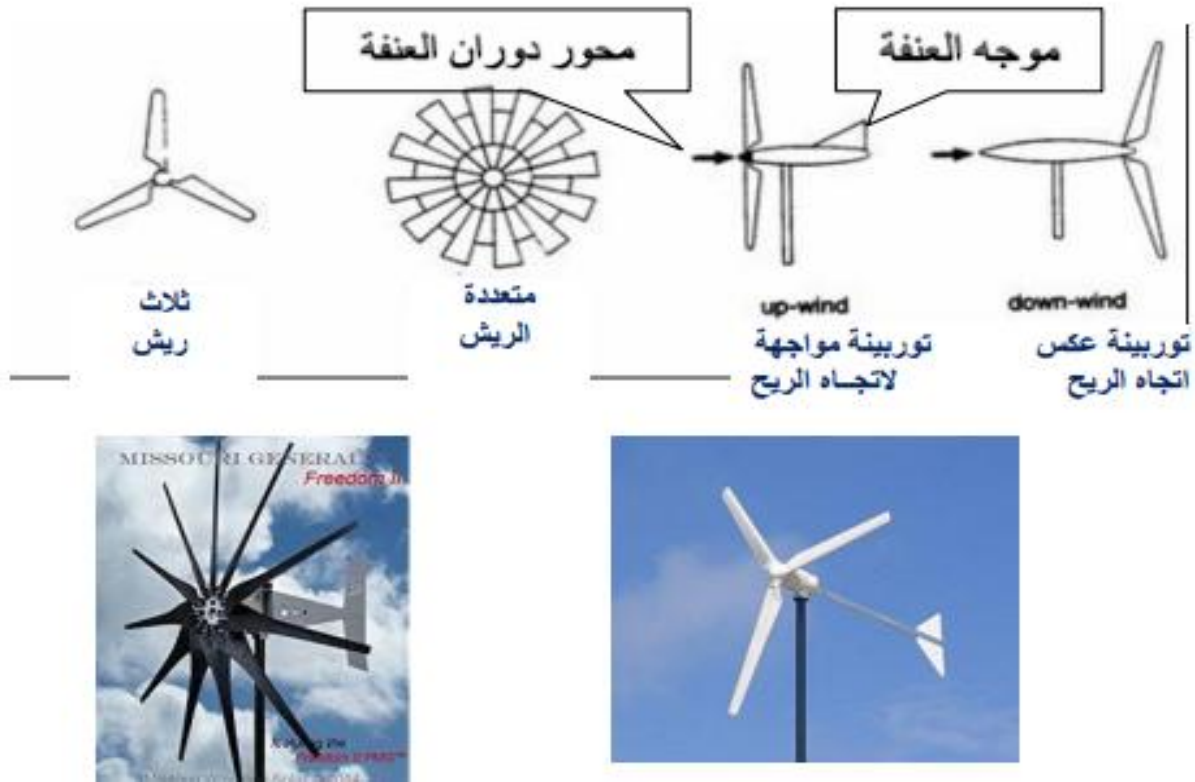 محور دوران العنفة
موجه العنفة
ثلاث
ريش
متعددة
الريش
up-wind
توربينة مواجهة
لاتجاه الريح
down-wind
توربينة عكس
اتجاه الريح
MISSOURI GENERAL
Freedom II